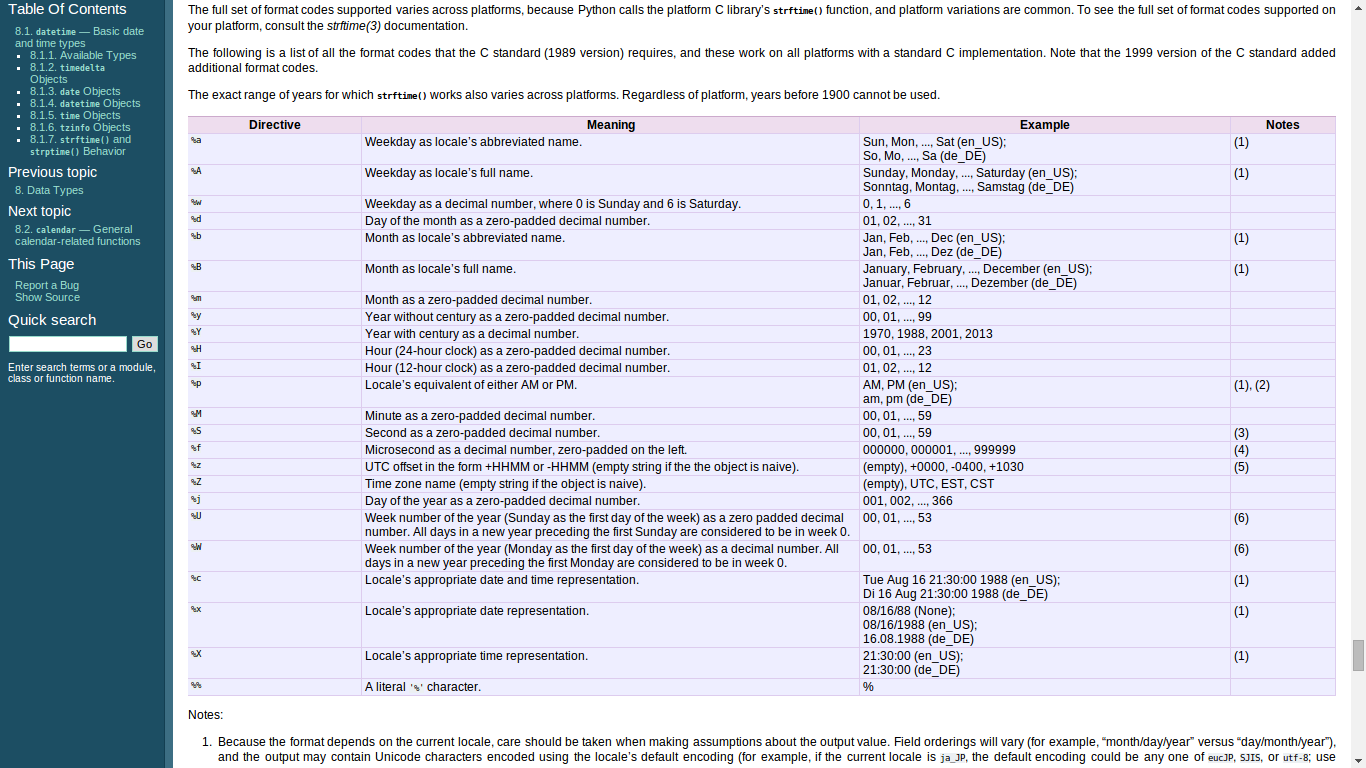 Table Of Contents
8.1. datetime — Basic date
and time types
8.1.1. Available Types
8.1.2. timedelta
Objects
8.1.3. date Objects
8.1.4. datetime Objects
8.1.5. time Objects
8.1.6. tzinfo Objects
8.1.7. strftime() and
strptime() Behavior
Previous topic
8. Data Types
Next topic
8.2. calendar — General
calendar-related functions
This Page
Report a Bug
Show Source
Quick search
Go
Enter search terms or a module,
class or function name.
The full set of format codes supported varies across platforms, because Python calls the platform C library’s strftime() function, and platform variations are common. To see the full set of format codes supported on
your platform, consult the strftime(3) documentation.
The following is a list of all the format codes that the C standard (1989 version) requires, and these work on all platforms with a standard C implementation. Note that the 1999 version of the C standard added
additional format codes.
The exact range of years for which strftime() works also varies across platforms. Regardless of platform, years before 1900 cannot be used.
Directive Meaning Example Notes
%a Weekday as locale’s abbreviated name. Sun, Mon, ..., Sat (en_US); (1)
So, Mo, ..., Sa (de_DE)
%A Weekday as locale’s full name. Sunday, Monday, ..., Saturday (en_US); (1)
Sonntag, Montag, ..., Samstag (de_DE)
%w Weekday as a decimal number, where 0 is Sunday and 6 is Saturday. 0, 1, ..., 6
%d Day of the month as a zero-padded decimal number. 01, 02, ..., 31
%b Month as locale’s abbreviated name. Jan, Feb, ..., Dec (en_US); (1)
Jan, Feb, ..., Dez (de_DE)
%B Month as locale’s full name. January, February, ..., December (en_US); (1)
Januar, Februar, ..., Dezember (de_DE)
%m Month as a zero-padded decimal number. 01, 02, ..., 12
%y Year without century as a zero-padded decimal number. 00, 01, ..., 99
%Y Year with century as a decimal number. 1970, 1988, 2001, 2013
%H Hour (24-hour clock) as a zero-padded decimal number. 00, 01, ..., 23
%I Hour (12-hour clock) as a zero-padded decimal number. 01, 02, ..., 12
%p Locale’s equivalent of either AM or PM. AM, PM (en_US); (1), (2)
am, pm (de_DE)
%M Minute as a zero-padded decimal number. 00, 01, ..., 59
%S Second as a zero-padded decimal number. 00, 01, ..., 59 (3)
%f Microsecond as a decimal number, zero-padded on the left. 000000, 000001, ..., 999999 (4)
%z UTC offset in the form +HHMM or -HHMM (empty string if the the object is naive). (empty), +0000, -0400, +1030 (5)
%Z Time zone name (empty string if the object is naive). (empty), UTC, EST, CST
%j Day of the year as a zero-padded decimal number. 001, 002, ..., 366
%U Week number of the year (Sunday as the first day of the week) as a zero padded decimal 00, 01, ..., 53 (6)
number. All days in a new year preceding the first Sunday are considered to be in week 0.
%W Week number of the year (Monday as the first day of the week) as a decimal number. All 00, 01, ..., 53 (6)
days in a new year preceding the first Monday are considered to be in week 0.
%c Locale’s appropriate date and time representation. Tue Aug 16 21:30:00 1988 (en_US); (1)
Di 16 Aug 21:30:00 1988 (de_DE)
%x Locale’s appropriate date representation. 08/16/88 (None); (1)
08/16/1988 (en_US);
16.08.1988 (de_DE)
%X Locale’s appropriate time representation. 21:30:00 (en_US); (1)
21:30:00 (de_DE)
%% A literal '%' character. %
Notes:
1. Because the format depends on the current locale, care should be taken when making assumptions about the output value. Field orderings will vary (for example, “month/day/year” versus “day/month/year”),
and the output may contain Unicode characters encoded using the locale’s default encoding (for example, if the current locale is ja_JP, the default encoding could be any one of eucJP, SJIS, or utf-8; use